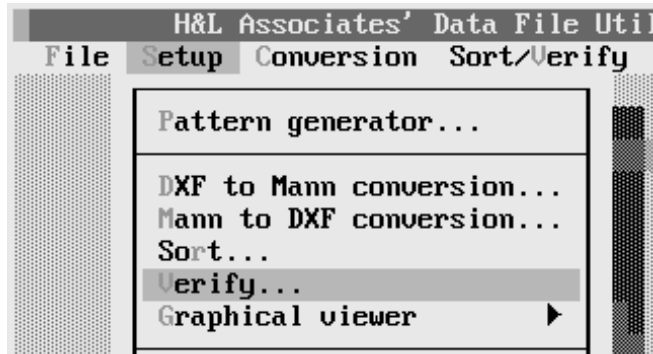 H&L Associates' Data File Util
File Setup Conversion Sort/Verify
Pattern generator...
DXF to Mann conversion...
Mann to DXF conversion...
Sort...
Verify...
Graphical viewer